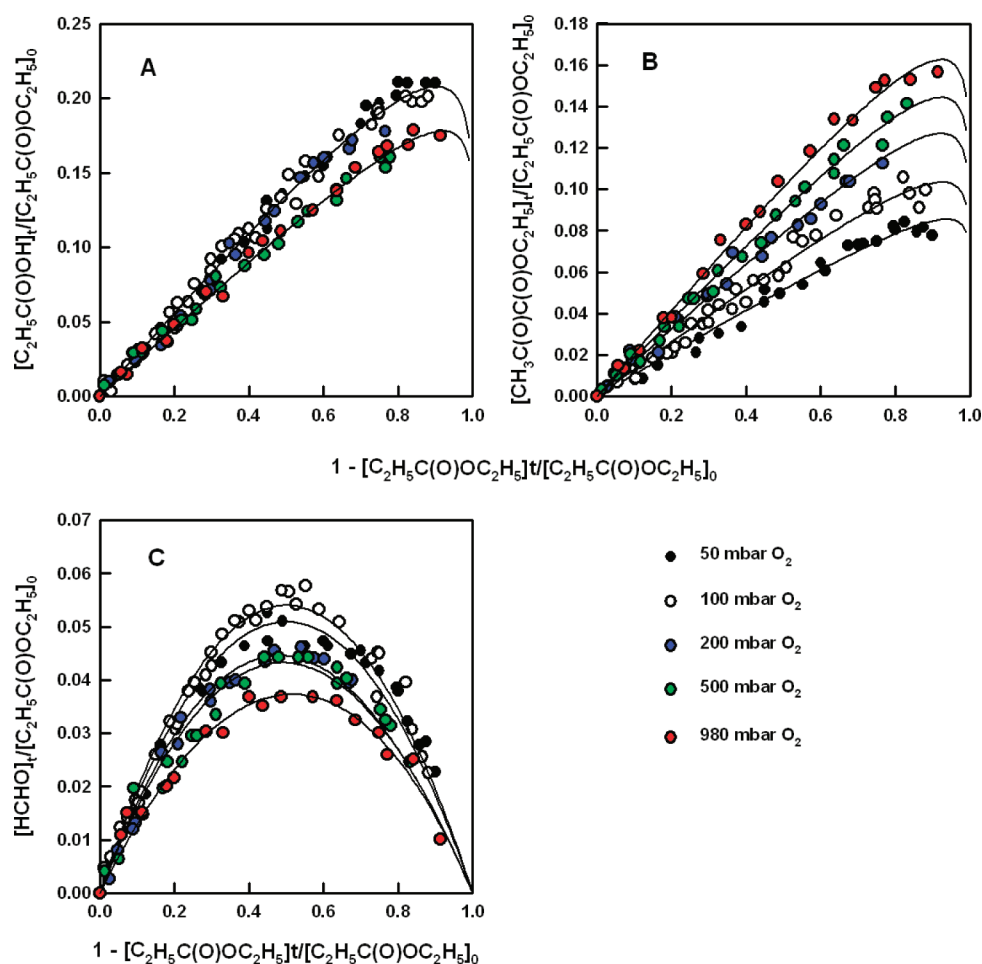 A
[C₂H₅C(O)OH]t/[C₂H₅C(O)OC₂H₅]₀
0.25
0.20
0.15
0.10
0.05
0.00
0.0 0.2 0.4 0.6 0.8 1.0
B
[CH₃C(O)C(O)OC₂H₅]t/[C₂H₅C(O)OC₂H₅]₀
0.18
0.16
0.14
0.12
0.10
0.08
0.06
0.04
0.02
0.00
0.0 0.2 0.4 0.6 0.8 1.0
1 - [C₂H₅C(O)OC₂H₅]t/[C₂H₅C(O)OC₂H₅]₀
C
[HCHO]t/[C₂H₅C(O)OC₂H₅]₀
0.07
0.06
0.05
0.04
0.03
0.02
0.01
0.00
0.0 0.2 0.4 0.6 0.8 1.0
1 - [C₂H₅C(O)OC₂H₅]t/[C₂H₅C(O)OC₂H₅]₀
50 mbar O₂
100 mbar O₂
200 mbar O₂
500 mbar O₂
980 mbar O₂